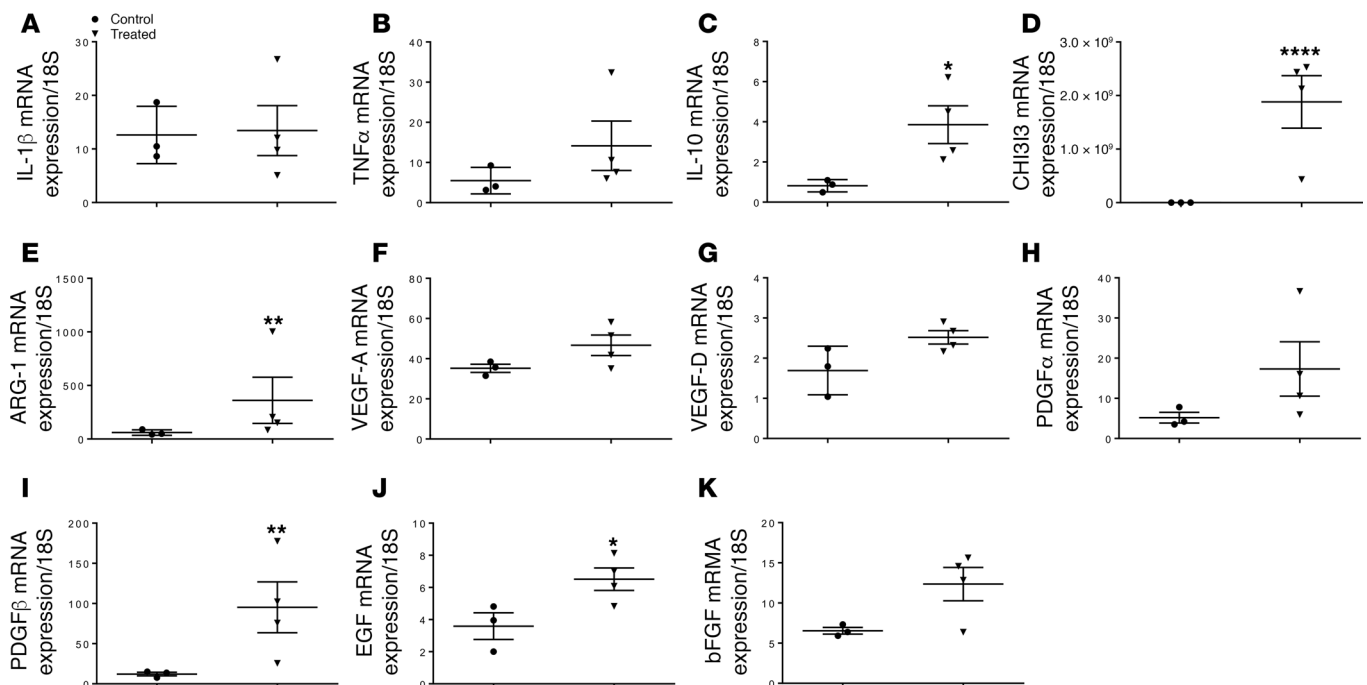 A
Control
Treated
IL-1β mRNA
expression/18S
30
20
10
0
B
TNFα mRNA
expression/18S
40
30
20
10
0
C
IL-10 mRNA
expression/18S
8
6
4
2
0
*
D
CHI3l3 mRNA
expression/18S
3.0 × 10⁹
2.0 × 10⁹
1.0 × 10⁹
0
****
E
ARG-1 mRNA
expression/18S
1500
1000
500
0
**
F
VEGF-A mRNA
expression/18S
80
60
40
20
0
G
VEGF-D mRNA
expression/18S
4
3
2
1
0
H
PDGFα mRNA
expression/18S
40
30
20
10
0
I
PDGFβ mRNA
expression/18S
200
150
100
50
0
**
J
EGF mRNA
expression/18S
10
8
6
4
2
0
*
K
bFGF mRMA
expression/18S
20
15
10
5
0